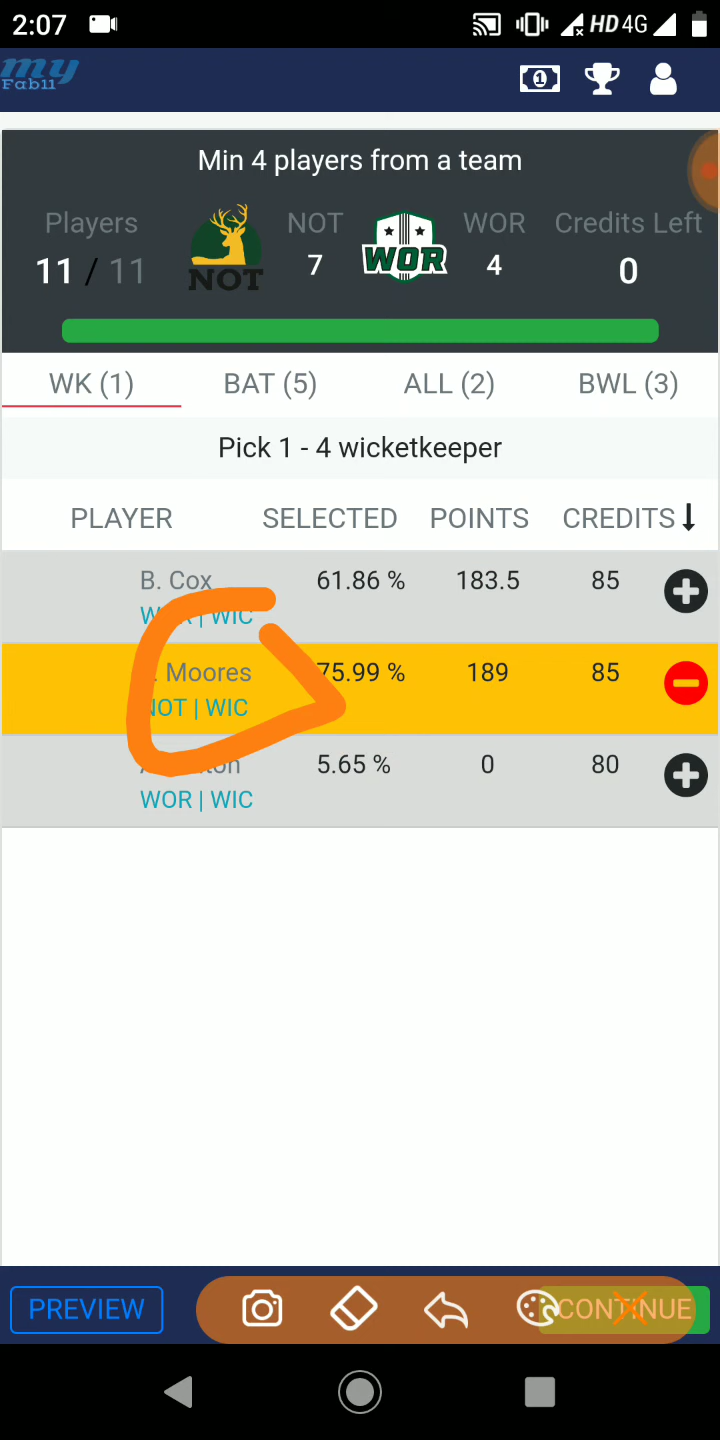 2:07 HD 4G
my
Fab11
1
Min 4 players from a team
Players NOT WOR Credits Left
11 / 11 7 4 0
NOT WOR
WK (1) BAT (5) ALL (2) BWL (3)
Pick 1 - 4 wicketkeeper
PLAYER SELECTED POINTS CREDITS
B. Cox 61.86 % 183.5 85
WOR | WIC
Moores 75.99 % 189 85
NOT | WIC
5.65 % 0 80
WOR | WIC
PREVIEW CONTINUE